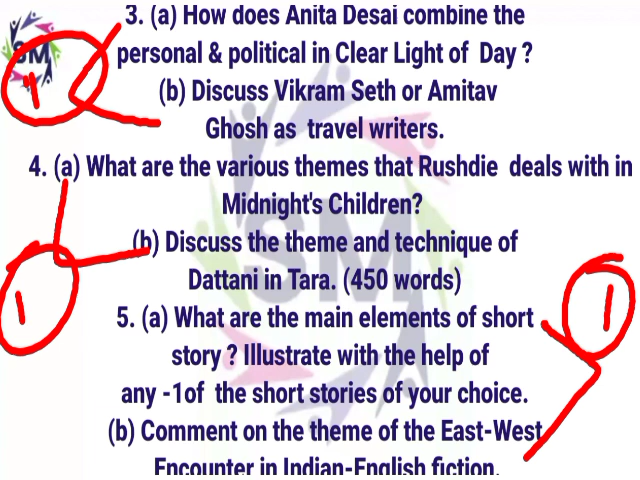 3. (a) How does Anita Desai combine the
personal & political in Clear Light of Day ?
(b) Discuss Vikram Seth or Amitav
Ghosh as travel writers.
4. (a) What are the various themes that Rushdie deals with in
Midnight's Children?
(b) Discuss the theme and technique of
Dattani in Tara. (450 words)
5. (a) What are the main elements of short
story ? Illustrate with the help of
any -1of the short stories of your choice.
(b) Comment on the theme of the East-West
Encounter in Indian-English fiction.
SM
SM
1
1
1